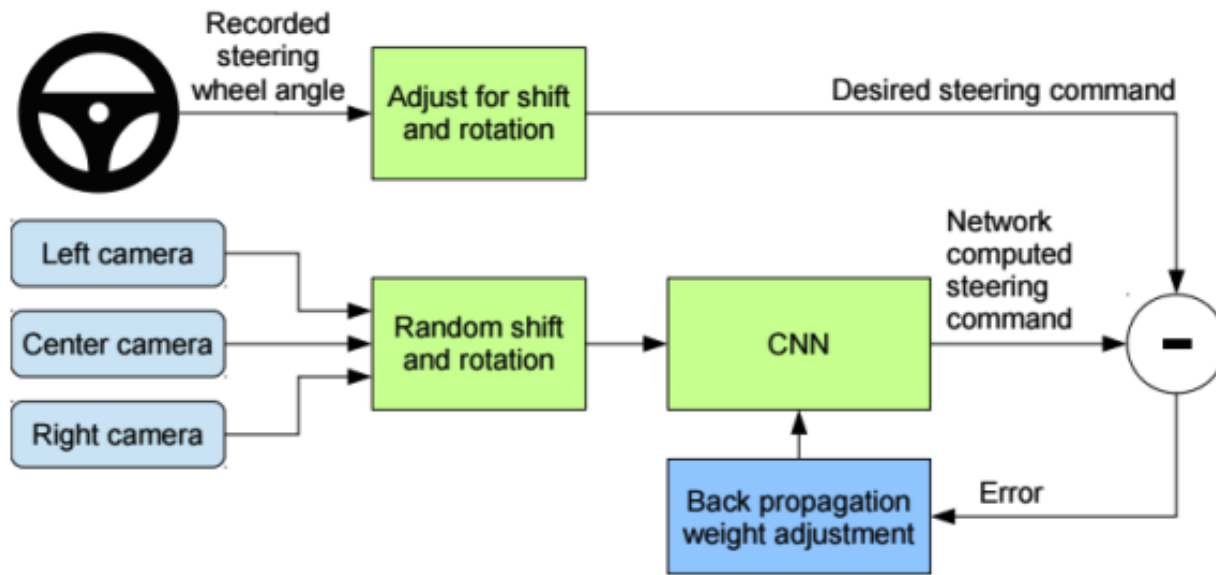 Recorded
steering
wheel angle
Adjust for shift
and rotation
Desired steering command
Left camera
Center camera
Right camera
Random shift
and rotation
CNN
Network
computed
steering
command
-
Back propagation
weight adjustment
Error